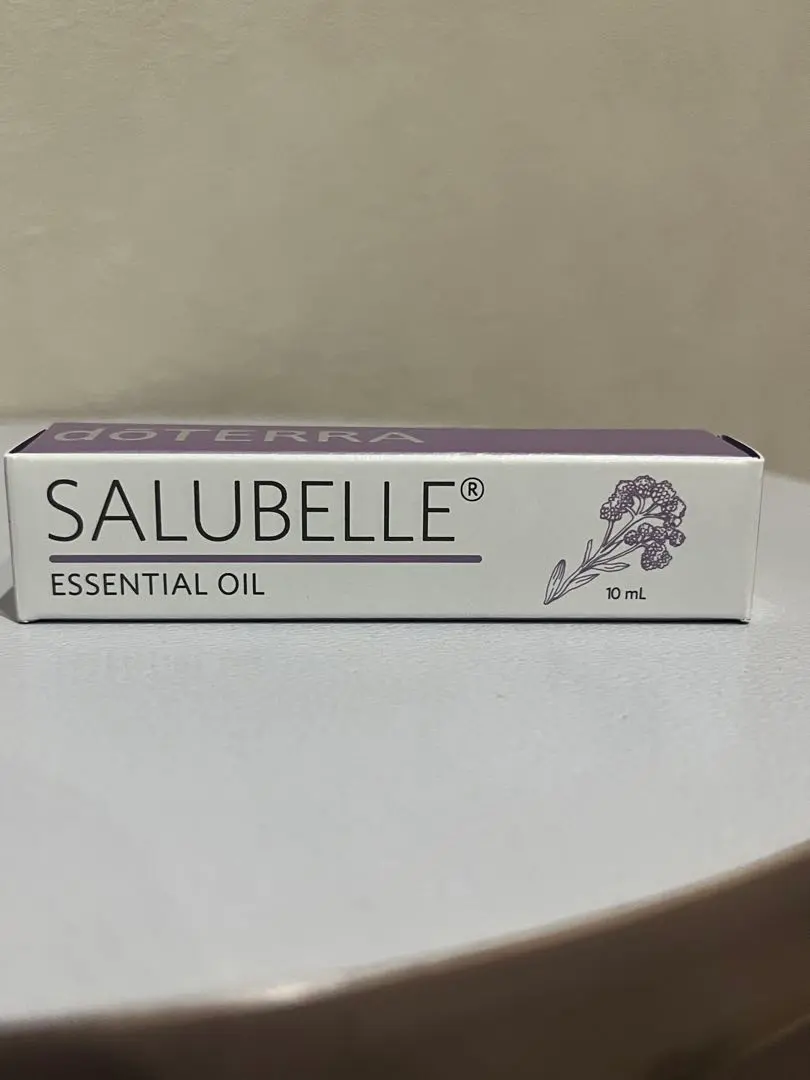 dōTERRA
SALUBELLE®
ESSENTIAL OIL
10 mL